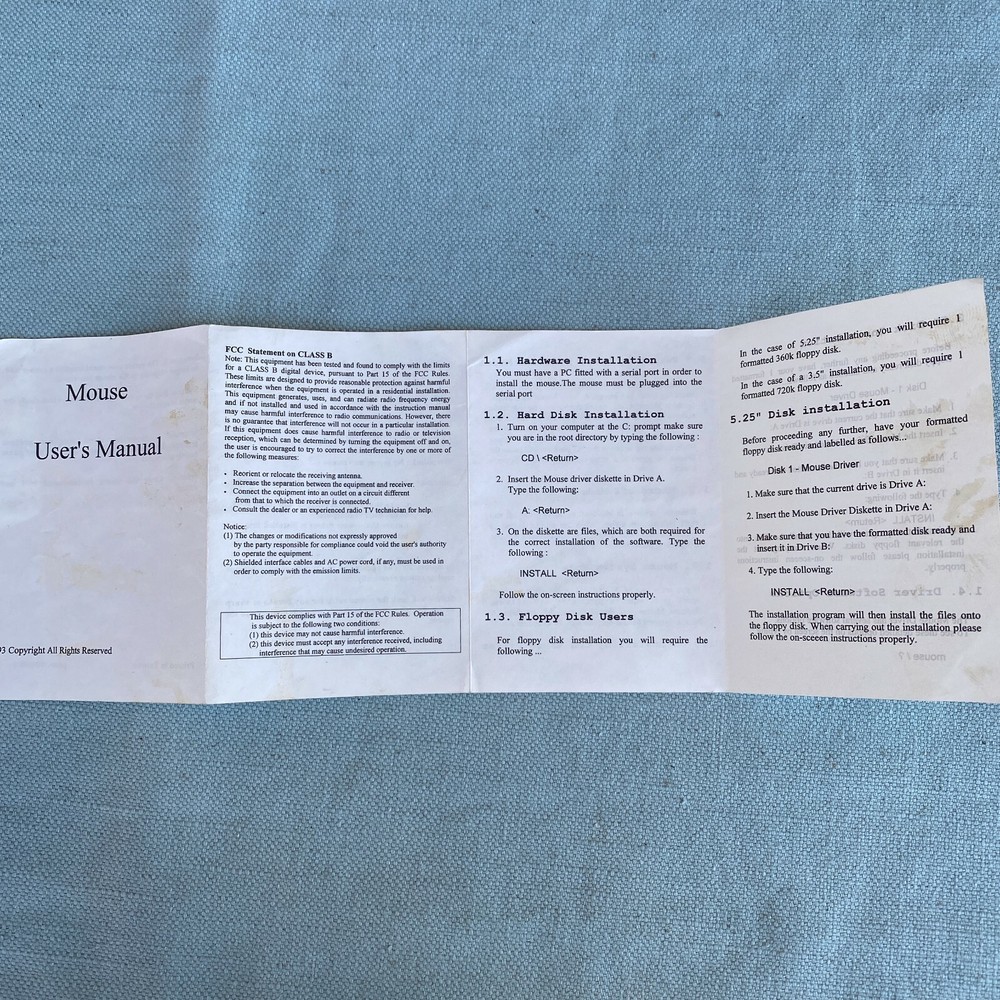 Mouse
User's Manual
93 Copyright All Rights Reserved
FCC Statement on CLASS B
Note: This equipment has been tested and found to comply with the limits
for a CLASS B digital device, pursuant to Part 15 of the FCC Rules.
These limits are designed to provide reasonable protection against harmful
interference when the equipment is operated in a residential installation.
This equipment generates, uses, and can radiate radio frequency energy
and if not installed and used in accordance with the instruction manual
may cause harmful interference to radio communications. However, there
is no guarantee that interference will not occur in a particular installation.
If this equipment does cause harmful interference to radio or television
reception, which can be determined by turning the equipment off and on,
the user is encouraged to try to correct the interference by one or more of
the following measures:
• Reorient or relocate the receiving antenna.
• Increase the separation between the equipment and receiver.
• Connect the equipment into an outlet on a circuit different
from that to which the receiver is connected.
• Consult the dealer or an experienced radio TV technician for help.
Notice:
(1) The changes or modifications not expressly approved
by the party responsible for compliance could void the user's authority
to operate the equipment.
(2) Shielded interface cables and AC power cord, if any, must be used in
order to comply with the emission limits.
This device complies with Part 15 of the FCC Rules. Operation
is subject to the following two conditions:
(1) this device may not cause harmful interference.
(2) this device must accept any interference received, including
interference that may cause undesired operation.
1.1. Hardware Installation
You must have a PC fitted with a serial port in order to
install the mouse.The mouse must be plugged into the
serial port
1.2. Hard Disk Installation
1. Turn on your computer at the C: prompt make sure
you are in the root directory by typing the following :
CD \ <Return>
2. Insert the Mouse driver diskette in Drive A.
Type the following:
A: <Return>
3. On the diskette are files, which are both required for
the correct installation of the software. Type the
following :
INSTALL <Return>
Follow the on-screen instructions properly.
1.3. Floppy Disk Users
For floppy disk installation you will require the
following ...
In the case of 5.25" installation, you will require 1
formatted 360k floppy disk.
In the case of a 3.5" installation, you will require 1
formatted 720k floppy disk.
5.25" Disk installation
Before proceeding any further, have your formatted
floppy disk ready and labelled as follows...
Disk 1 - Mouse Driver
1. Make sure that the current drive is Drive A:
2. Insert the Mouse Driver Diskette in Drive A:
3. Make sure that you have the formatted disk ready and
insert it in Drive B:
4. Type the following:
INSTALL <Return>
The installation program will then install the files onto
the floppy disk. When carrying out the installation please
follow the on-sceeen instructions properly.